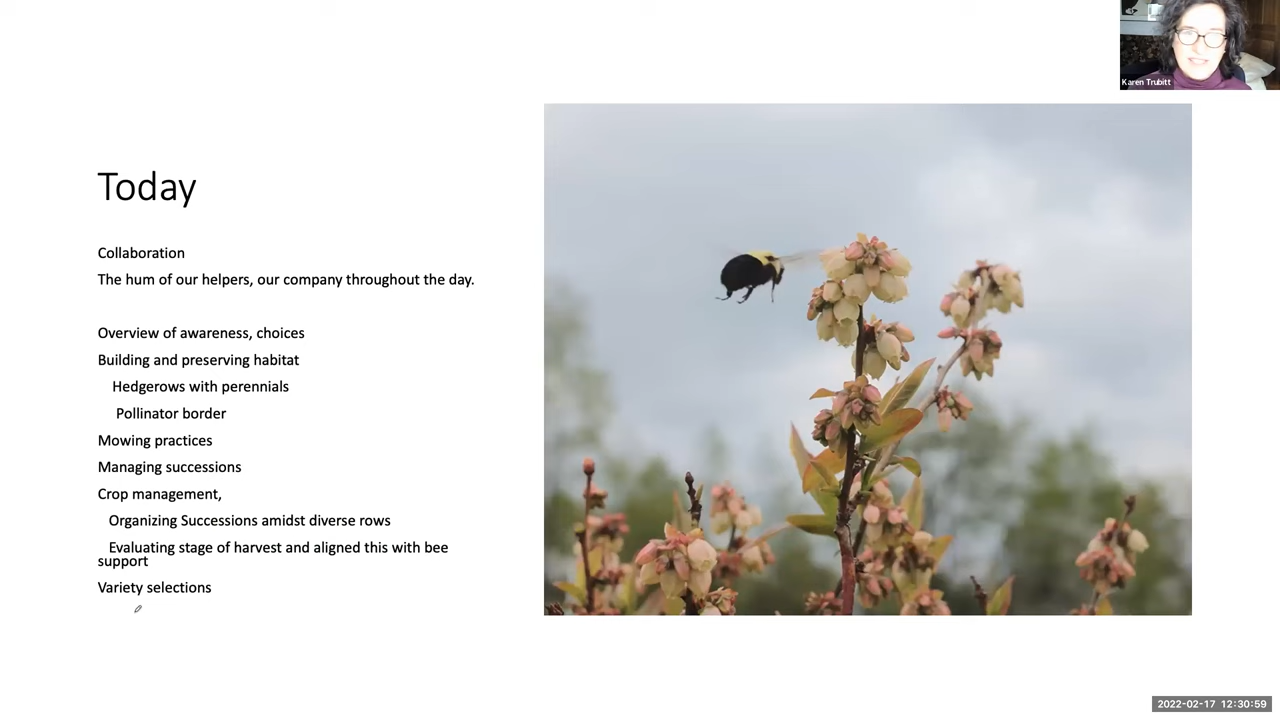 Karen Trubitt
Today
Collaboration
The hum of our helpers, our company throughout the day.
Overview of awareness, choices
Building and preserving habitat
Hedgerows with perennials
Pollinator border
Mowing practices
Managing successions
Crop management,
Organizing Successions amidst diverse rows
Evaluating stage of harvest and aligned this with bee
support
Variety selections
2022-02-17 12:30:59